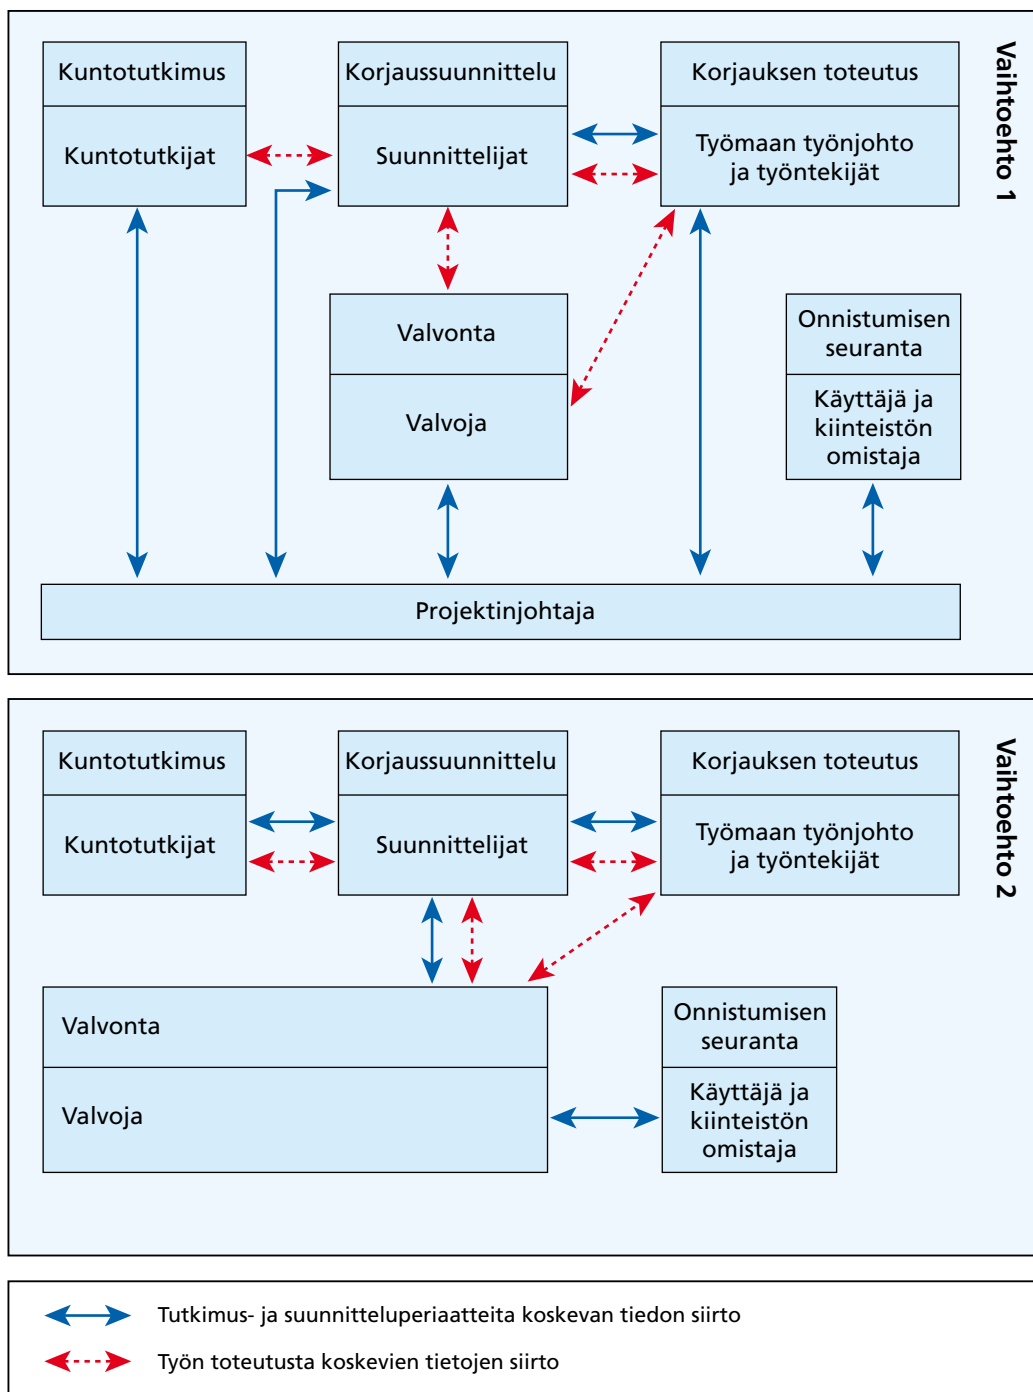 Vaihtoehto 1
Kuntotutkimus
Kuntotutkijat
Korjaussuunnittelu
Suunnittelijat
Korjauksen toteutus
Työmaan työnjohto
ja työntekijät
Valvonta
Valvoja
Onnistumisen
seuranta
Käyttäjä ja
kiinteistön
omistaja
Projektinjohtaja
Vaihtoehto 2
Kuntotutkimus
Kuntotutkijat
Korjaussuunnittelu
Suunnittelijat
Korjauksen toteutus
Työmaan työnjohto
ja työntekijät
Valvonta
Valvoja
Onnistumisen
seuranta
Käyttäjä ja
kiinteistön
omistaja
Tutkimus- ja suunnitteluperiaatteita koskevan tiedon siirto
Työn toteutusta koskevien tietojen siirto